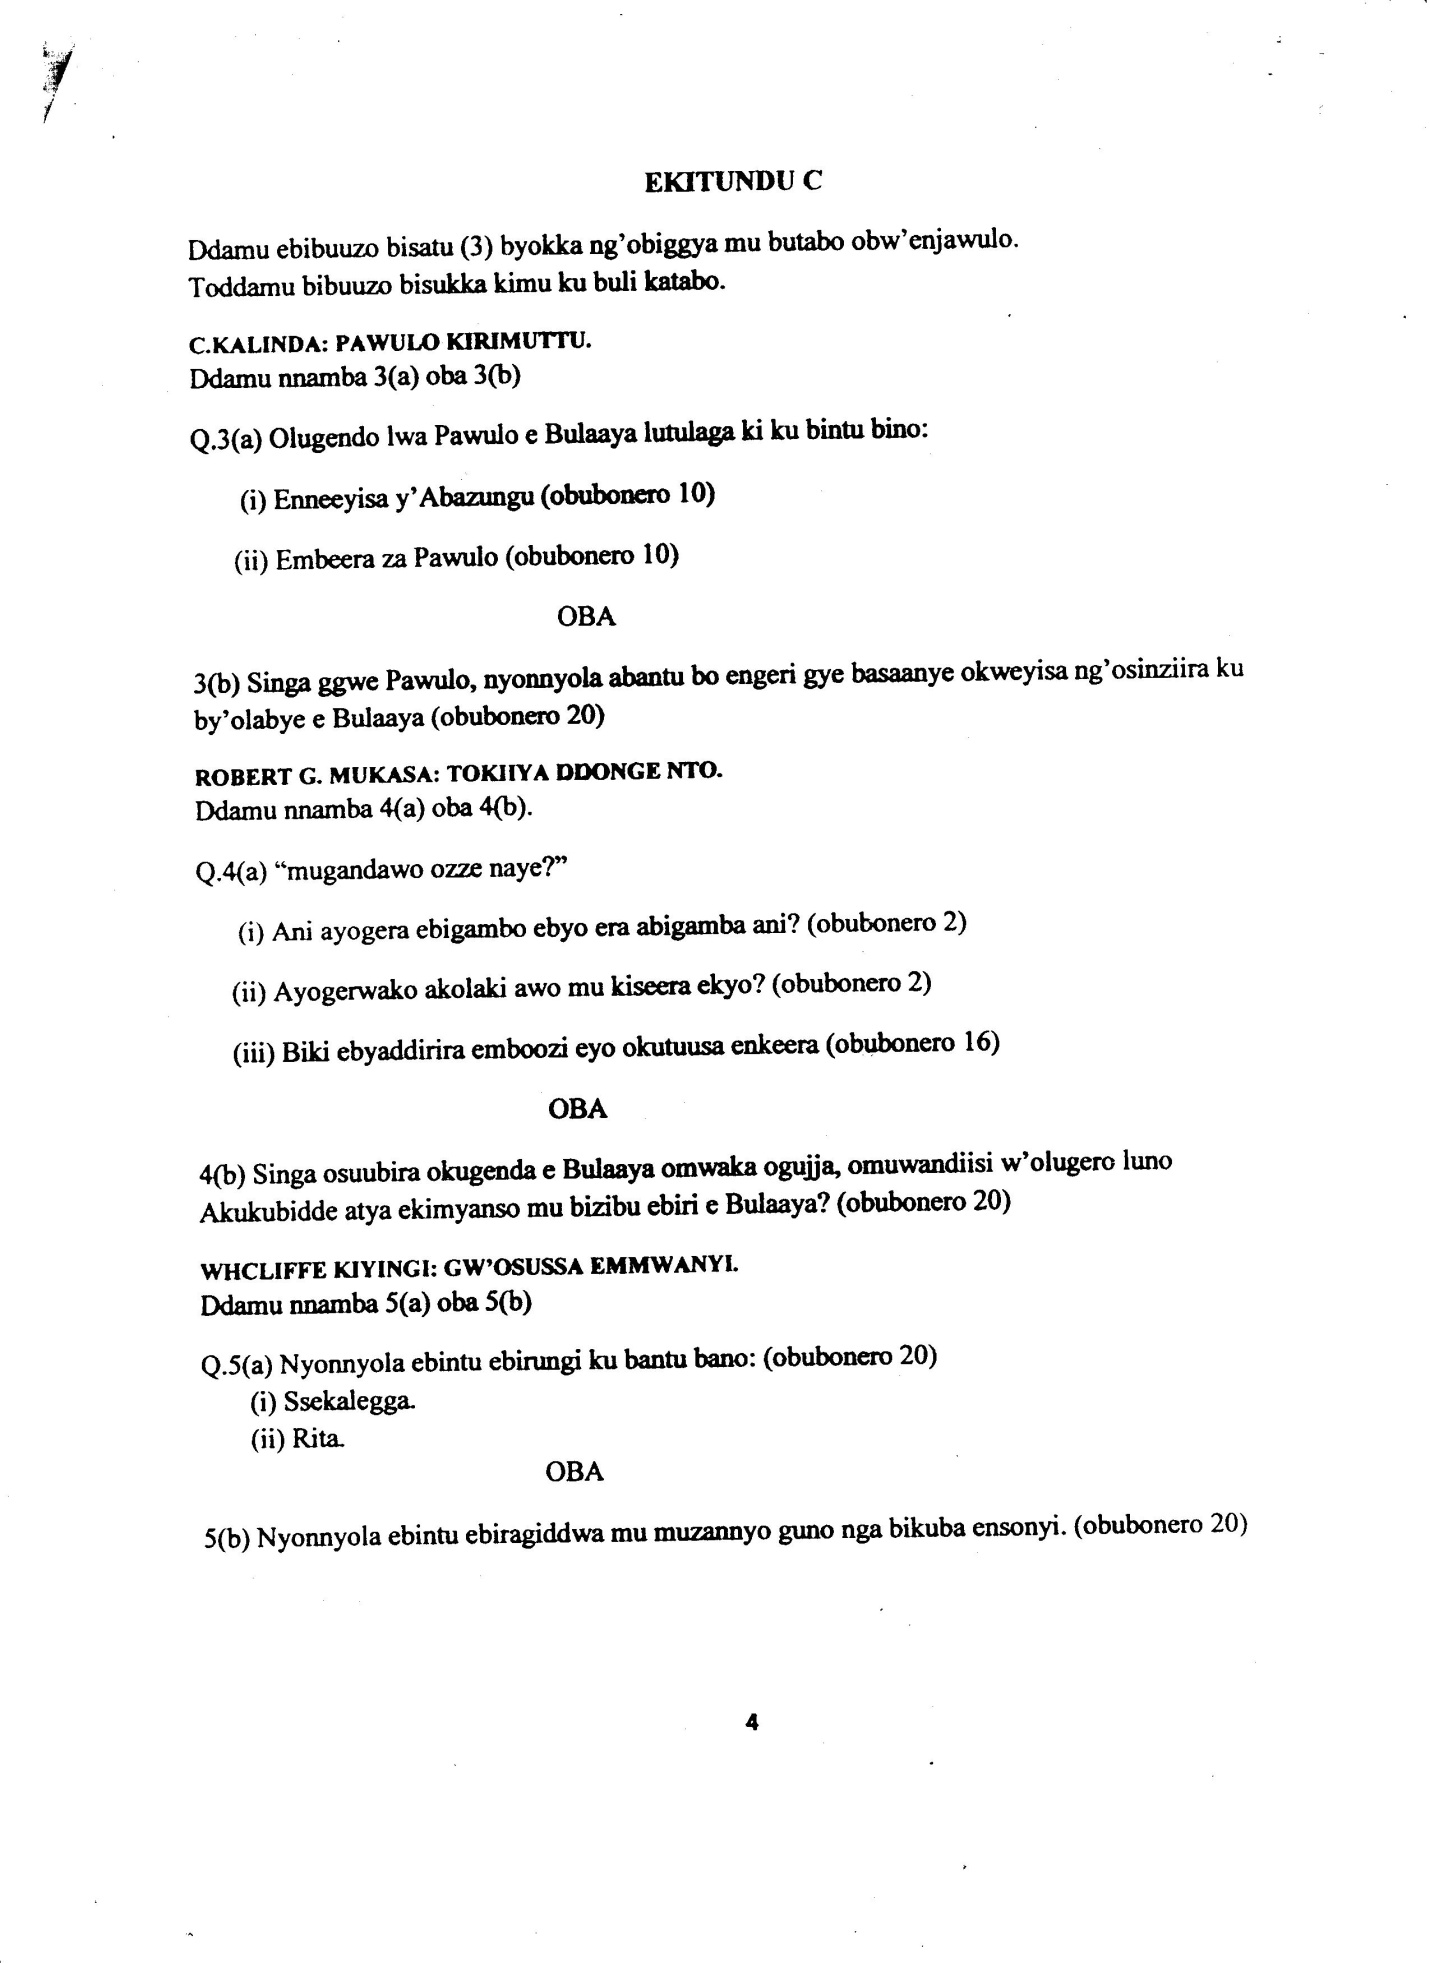 EKITUNDU C
Ddamu ebibuuzo bisatu (3) byokka ng'obiggya mu butabo obw'enjawulo.
Toddamu bibuuzo bisukka kimu ku buli katabo.
C.KALINDA: PAWULO KIRIMUTTU.
Ddamu nnamba 3(a) oba 3(b)
Q.3(a) Olugendo lwa Pawulo e Bulaaya lutulaga ki ku bintu bino:
(i) Enneeyisa y'Abazungu (obubonero 10)
(ii) Embeera za Pawulo (obubonero 10)
OBA
3(b) Singa ggwe Pawulo, nyonnyola abantu bo engeri gye basaanye okweyisa ng'osinziira ku
by'olabye e Bulaaya (obubonero 20)
ROBERT G. MUKASA: TOKIIYA DDONGE NTO.
Ddamu nnamba 4(a) oba 4(b).
Q.4(a) “mugandawo ozze naye?”
(i) Ani ayogera ebigambo ebyo era abigamba ani? (obubonero 2)
(ii) Ayogerwako akolaki awo mu kiseera ekyo? (obubonero 2)
(iii) Biki ebyaddirira emboozi eyo okutuusa enkeera (obubonero 16)
OBA
4(b) Singa osuubira okugenda e Bulaaya omwaka ogujja, omuwandiisi w'olugero luno
Akukubidde atya ekimyanso mu bizibu ebiri e Bulaaya? (obubonero 20)
WHCLIFFE KIYINGI: GW'OSUSSA EMMWANYI.
Ddamu nnamba 5(a) oba 5(b)
Q.5(a) Nyonnyola ebintu ebirungi ku bantu bano: (obubonero 20)
(i) Ssekalegga.
(ii) Rita.
OBA
5(b) Nyonnyola ebintu ebiragiddwa mu muzannyo guno nga bikuba ensonyi. (obubonero 20)
4